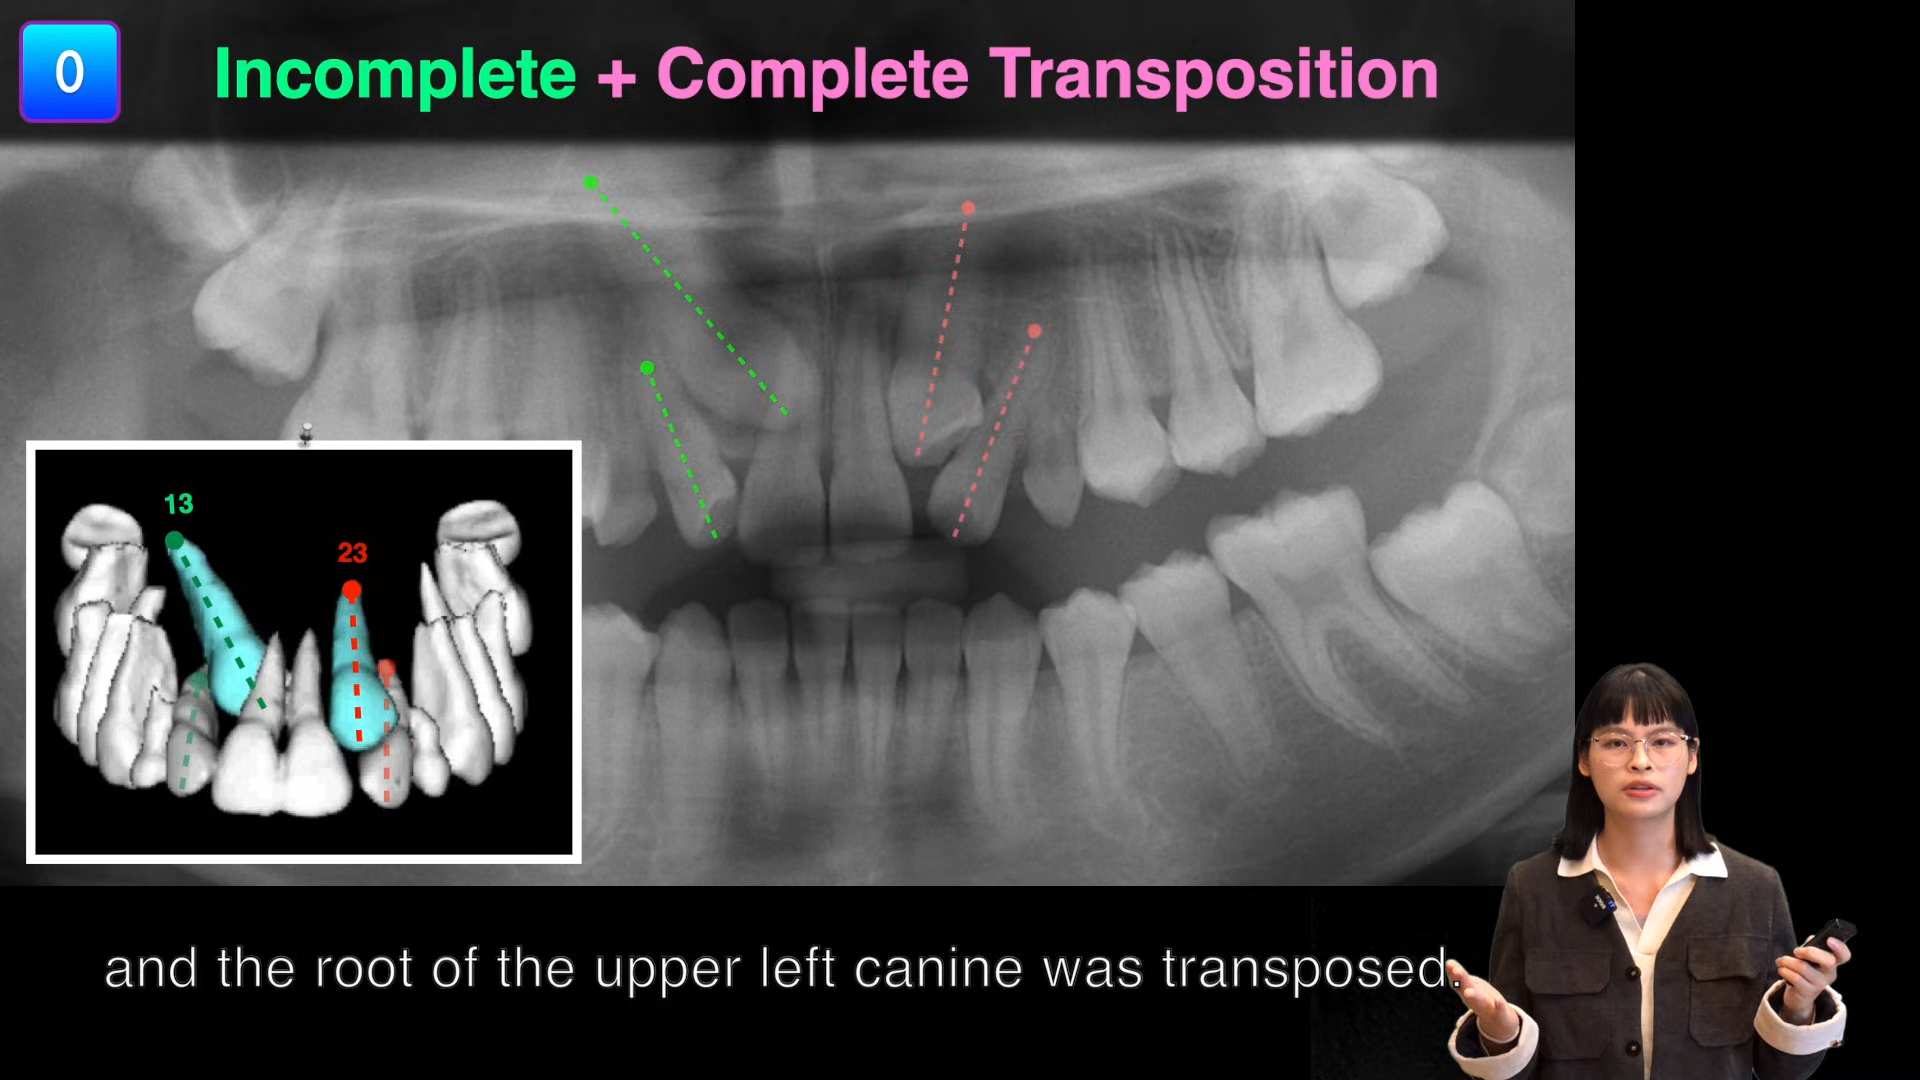 0
Incomplete + Complete Transposition
13
23
and the root of the upper left canine was transposed.